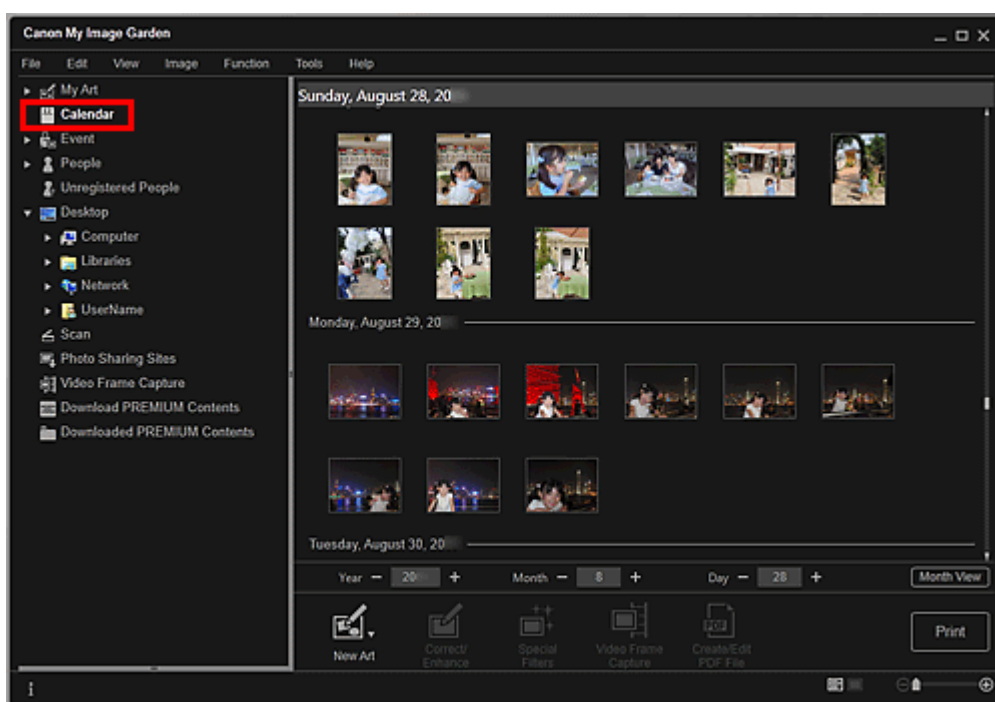 Canon My Image Garden
File Edit View Image Function Tools Help
My Art
Calendar
Event
People
Unregistered People
Desktop
Computer
Libraries
Network
UserName
Scan
Photo Sharing Sites
Video Frame Capture
Download PREMIUM Contents
Downloaded PREMIUM Contents
Sunday, August 28, 20
Monday, August 29, 20
Tuesday, August 30, 20
Year − 20 + Month − 8 + Day − 28 + Month View
New Art
Correct/
Enhance
Special
Filters
Video Frame
Capture
Create/Edit
PDF File
Print